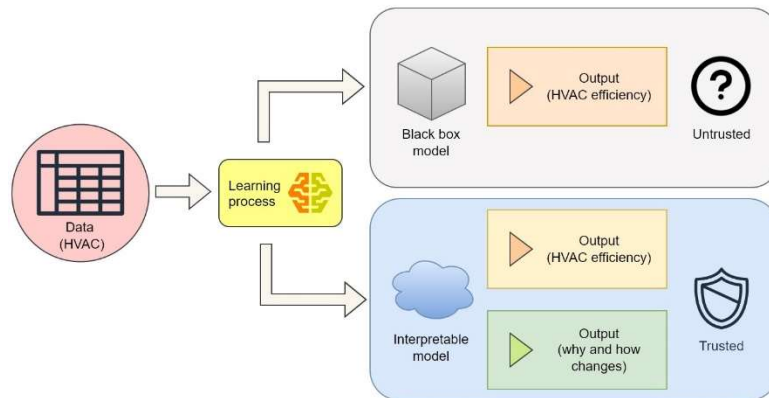 Data
(HVAC)
Learning
process
Black box
model
Output
(HVAC efficiency)
?
Untrusted
Interpretable
model
Output
(HVAC efficiency)
Output
(why and how
changes)
Trusted